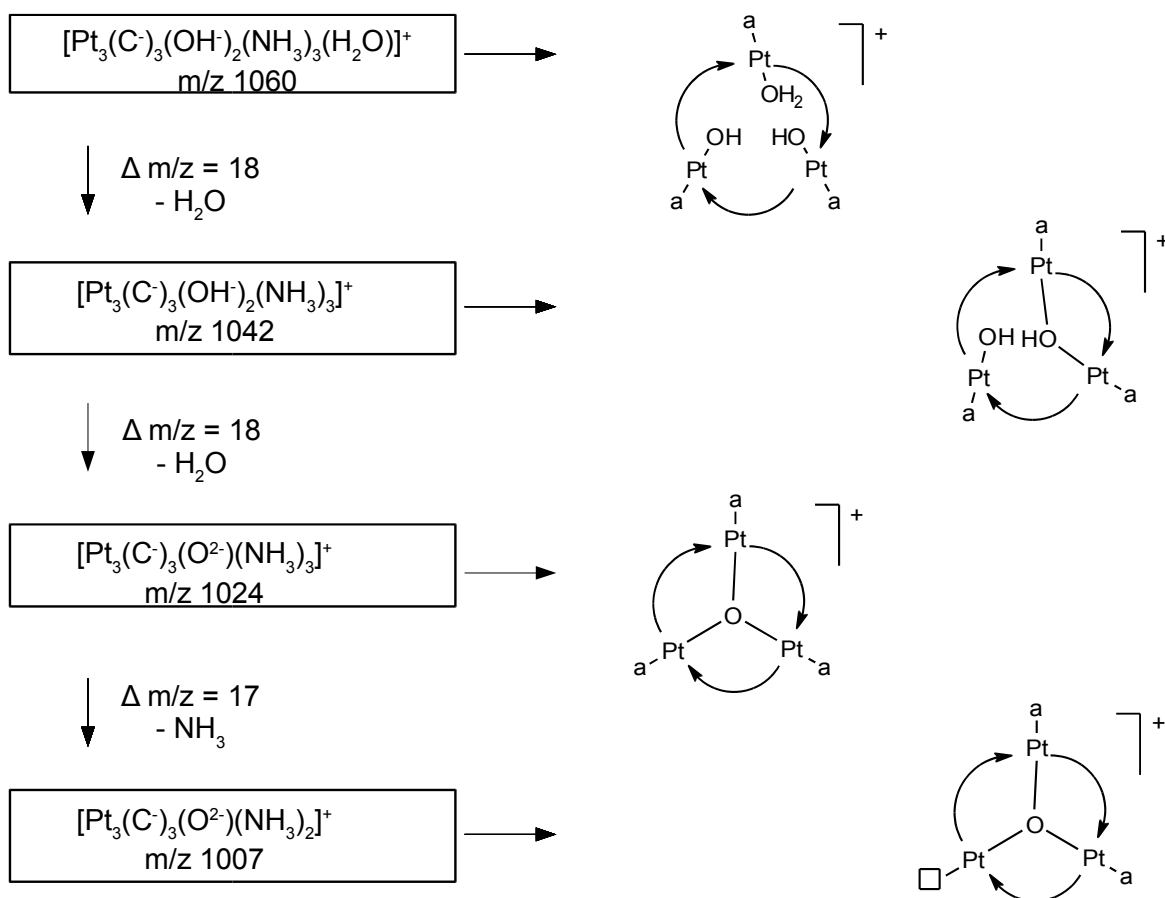 [Pt₃(C⁻)₃(OH⁻)₂(NH₃)₃(H₂O)]⁺
m/z 1060
a
Pt
OH₂
+
OH
HO
Pt
Pt
a
a
Δ m/z = 18
- H₂O
[Pt₃(C⁻)₃(OH⁻)₂(NH₃)₃]⁺
m/z 1042
a
Pt
+
OH
HO
Pt
Pt
a
a
Δ m/z = 18
- H₂O
[Pt₃(C⁻)₃(O²⁻)(NH₃)₃]⁺
m/z 1024
a
Pt
+
O
Pt
Pt
a
a
Δ m/z = 17
- NH₃
[Pt₃(C⁻)₃(O²⁻)(NH₃)₂]⁺
m/z 1007
a
Pt
+
O
Pt
Pt
a